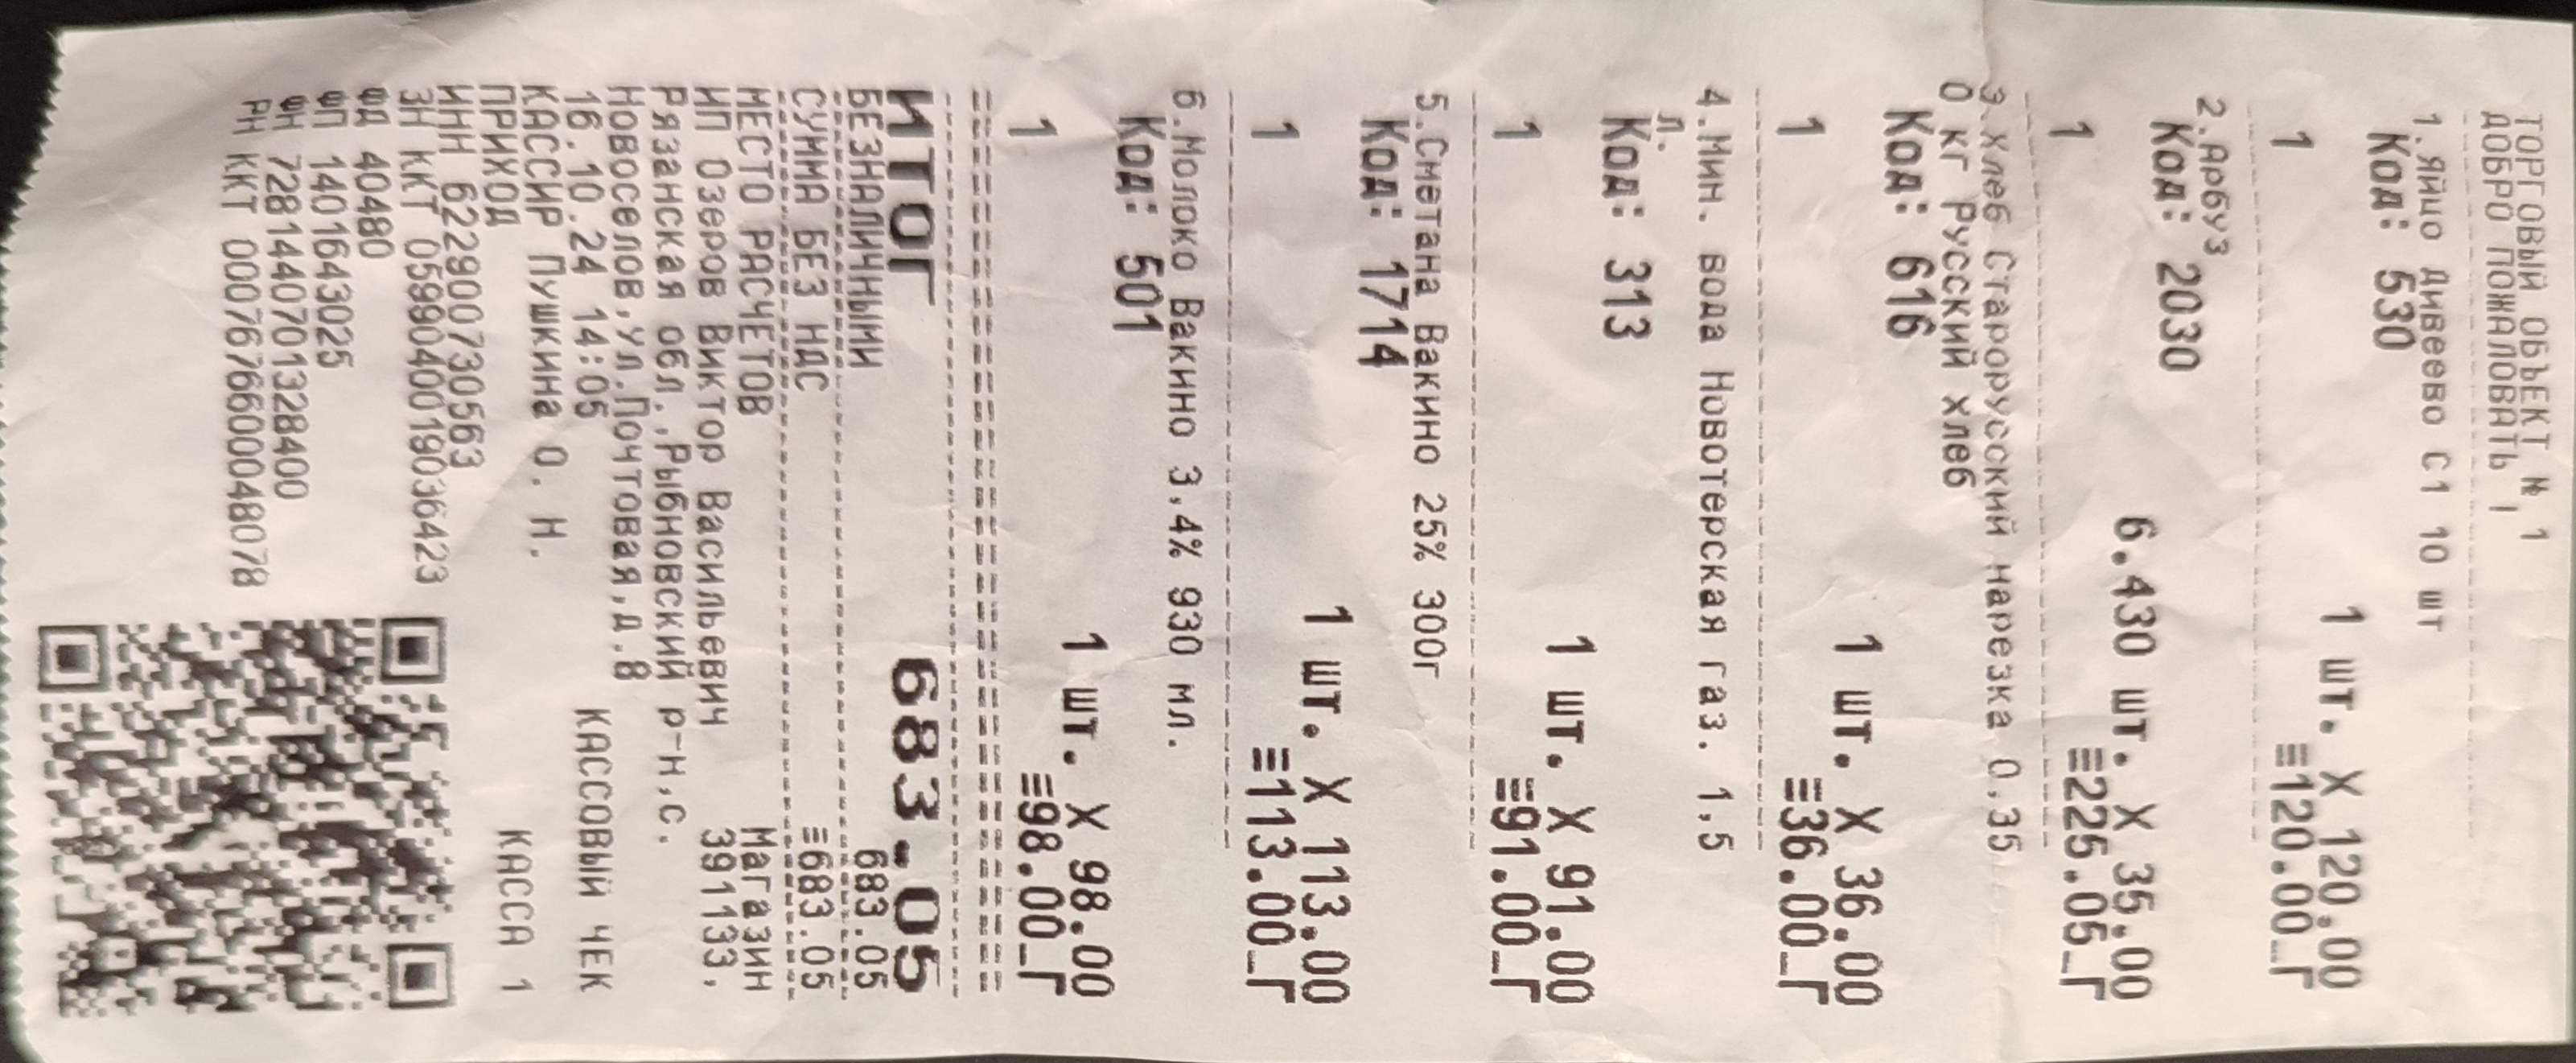 ТОРГОВЫЙ ОБЪЕКТ № 1
ДОБРО ПОЖАЛОВАТЬ !
1.Яйцо Дивеево С1 10 шт
Код: 530
1 шт. X 120.00
1 ≡120.00_Г
2.Арбуз
Код: 2030
6.430 шт. X 35.00
1 ≡225.05_Г
3.Хлеб Старорусский нарезка 0,35
0 кг Русский хлеб
Код: 616
1 шт. X 36.00
1 ≡36.00_Г
4.Мин. вода Новотерская газ. 1,5
л.
Код: 313
1 шт. X 91.00
1 ≡91.00_Г
5.Сметана Вакино 25% 300г
Код: 1714
1 шт. X 113.00
1 ≡113.00_Г
6.Молоко Вакино 3,4% 930 мл.
Код: 501
1 шт. X 98.00
1 ≡98.00_Г
ИТОГ 683.05
БЕЗНАЛИЧНЫМИ 683.05
СУММА БЕЗ НДС ≡683.05
МЕСТО РАСЧЕТОВ Магазин
ИП Озеров Виктор Васильевич 391133,
Рязанская обл.,Рыбновский р-н,с.
Новоселов,ул.Почтовая,д.8
16.10.24 14:05 КАССОВЫЙ ЧЕК
КАССИР Пушкина О. Н.
ПРИХОД КАССА 1
ИНН 622900730563
ЗН ККТ 0599040019036423
ФД 40480
ФП 1401643025
ФН 7281440701328400
РН ККТ 0007676600048078